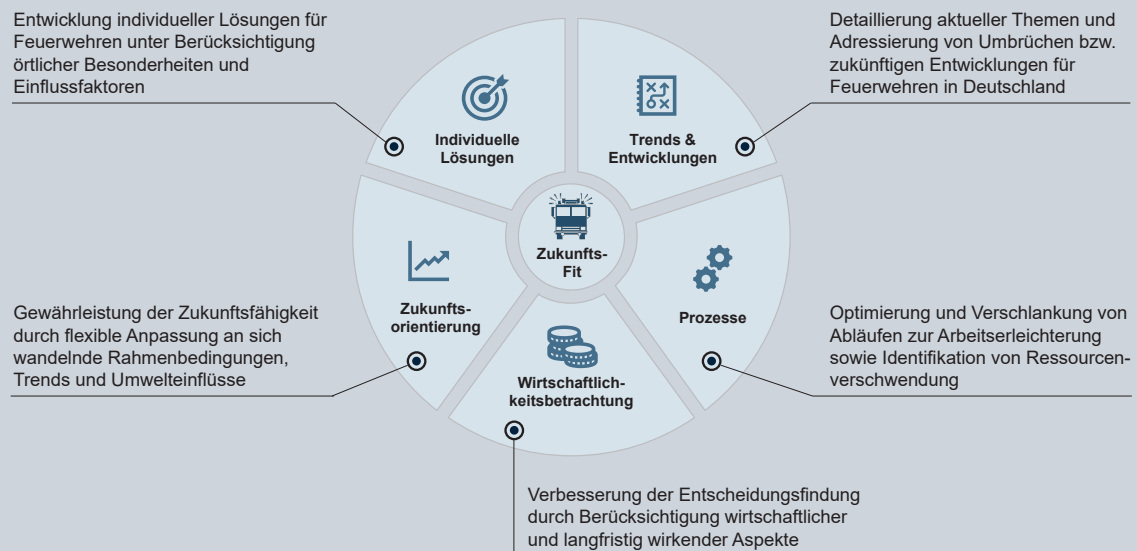 Entwicklung individueller Lösungen für
Feuerwehren unter Berücksichtigung
örtlicher Besonderheiten und
Einflussfaktoren
Detaillierung aktueller Themen und
Adressierung von Umbrüchen bzw.
zukünftigen Entwicklungen für
Feuerwehren in Deutschland
Individuelle
Lösungen
Trends &
Entwicklungen
Zukunfts-
Fit
Zukunfts-
orientierung
Prozesse
Wirtschaftlich-
keitsbetrachtung
Gewährleistung der Zukunftsfähigkeit
durch flexible Anpassung an sich
wandelnde Rahmenbedingungen,
Trends und Umwelteinflüsse
Optimierung und Verschlankung von
Abläufen zur Arbeitserleichterung
sowie Identifikation von Ressourcen-
verschwendung
Verbesserung der Entscheidungsfindung
durch Berücksichtigung wirtschaftlicher
und langfristig wirkender Aspekte